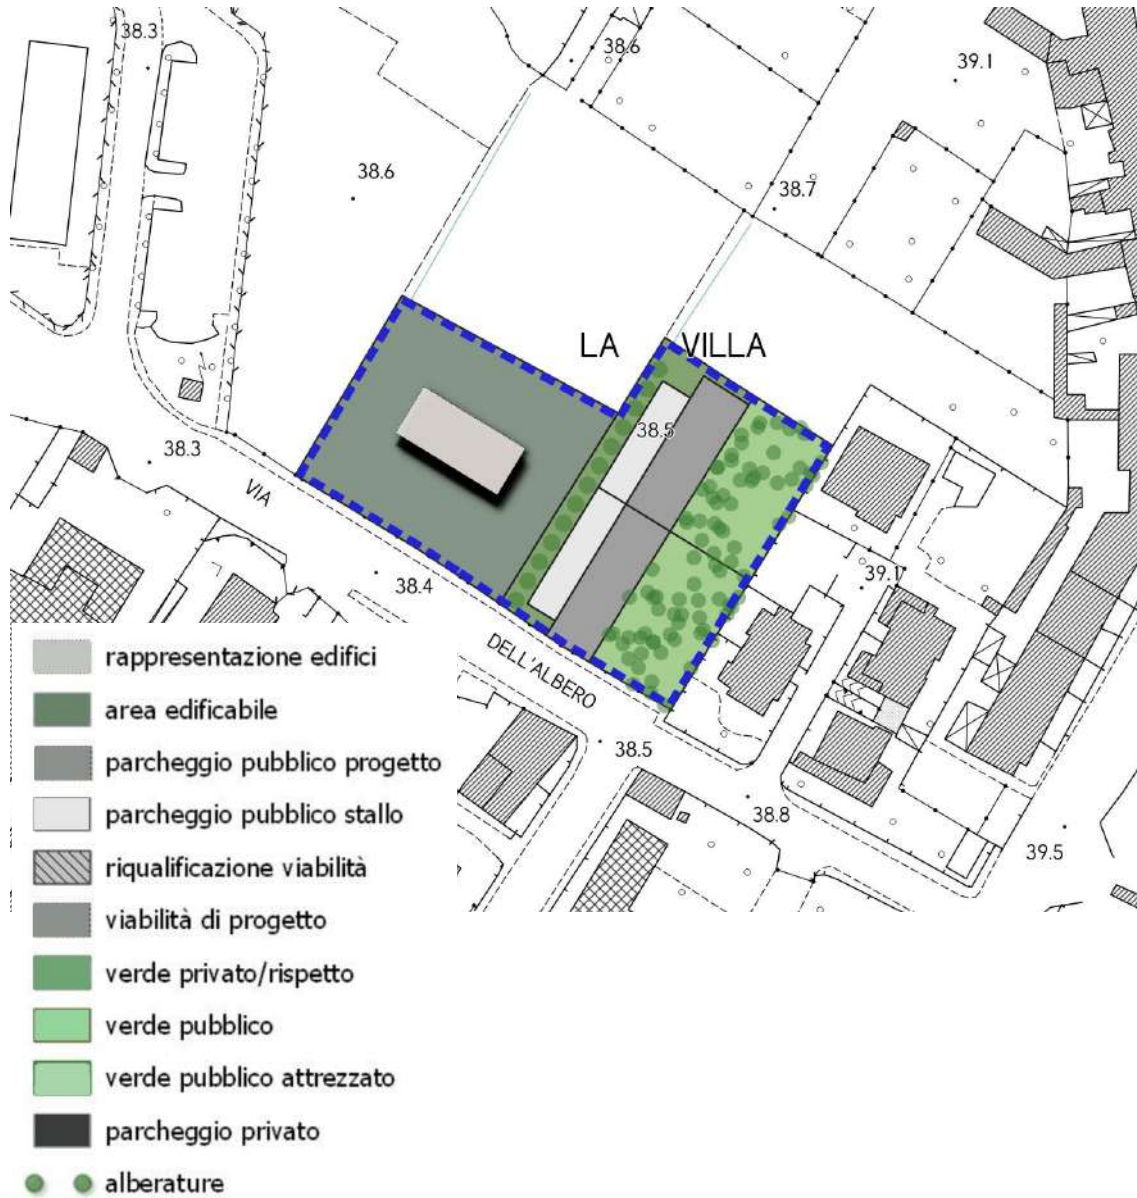 38.3
38.6
39.1
38.6
38.7
LA VILLA
38.5
38.3
VIA
38.4
39.1
DELL'ALBERO
38.5
38.8
39.5
rappresentazione edifici
area edificabile
parcheggio pubblico progetto
parcheggio pubblico stallo
riqualificazione viabilità
viabilità di progetto
verde privato/rispetto
verde pubblico
verde pubblico attrezzato
parcheggio privato
alberature